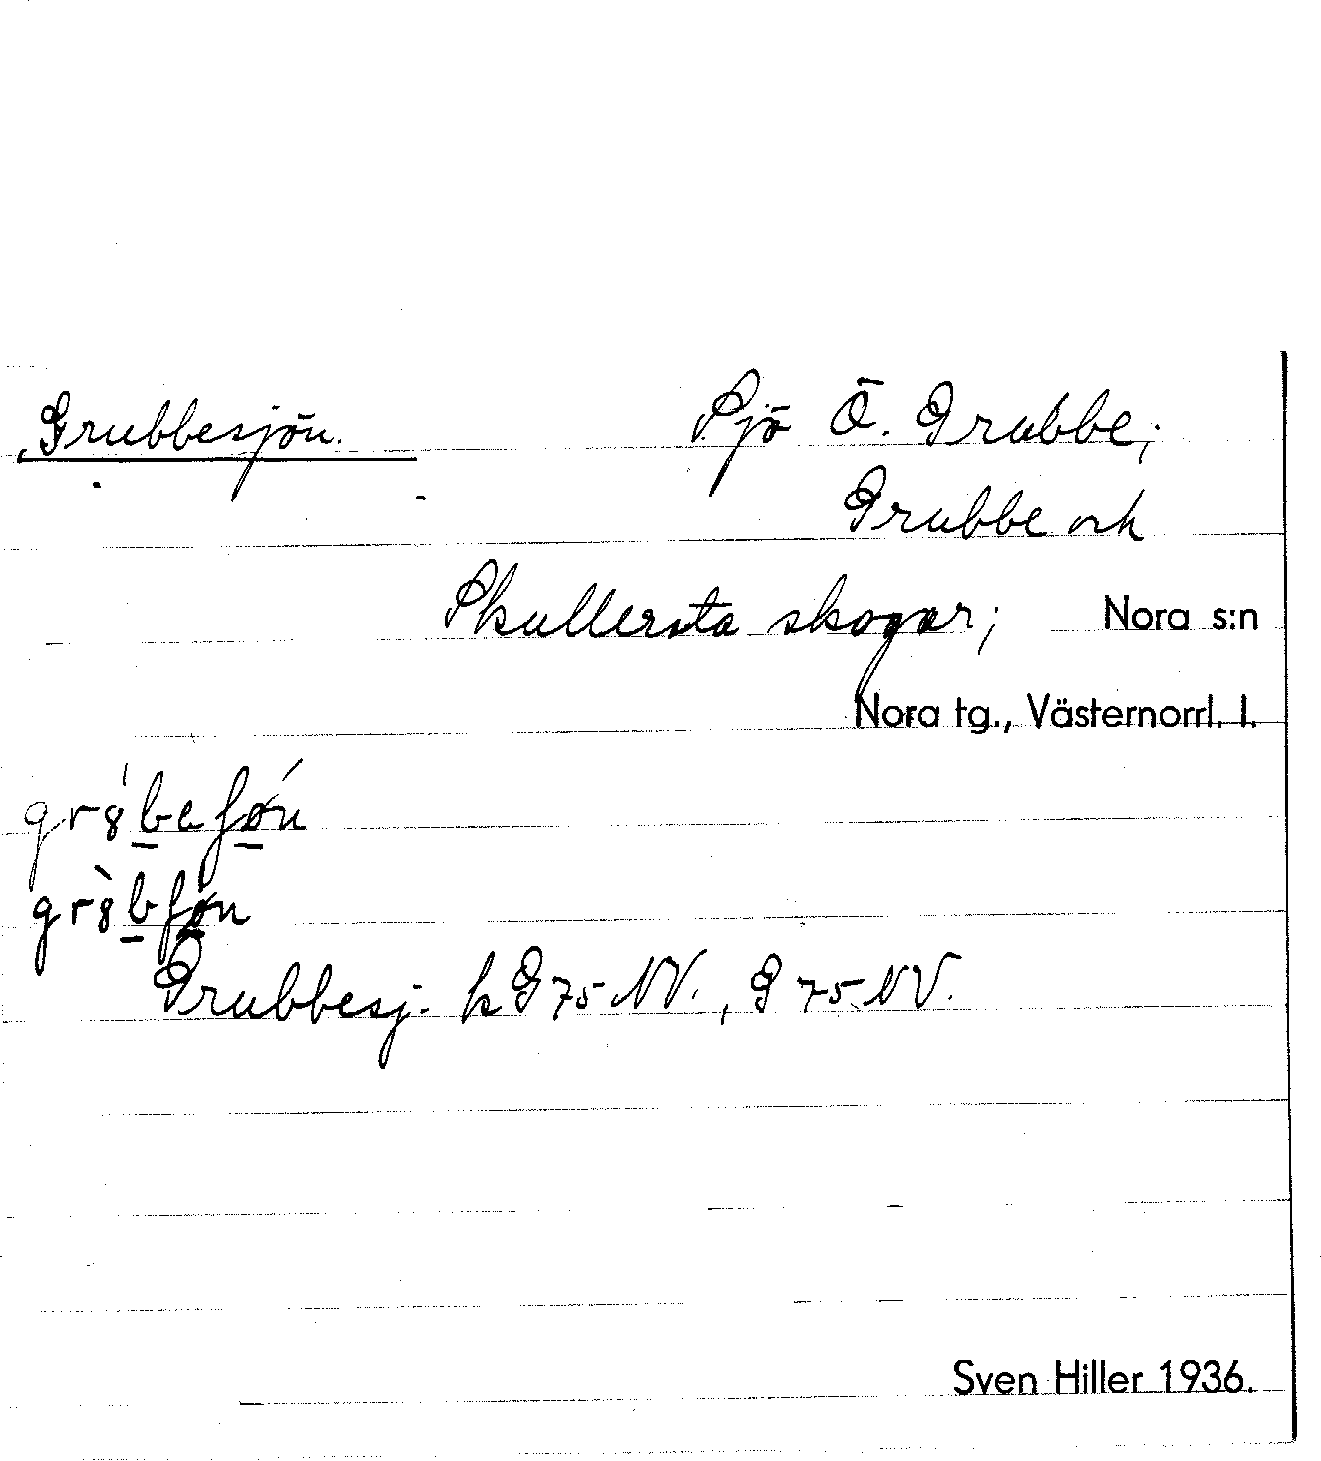 Grubbesjön.
Sjö Ö. Grubbe;
Grubbe och
Skullersta skogar; Nora s:n
Nora tg., Västernorrl. l.
Grubbesj. k G 75 NV., G 75 NV.
Sven Hiller 1936.